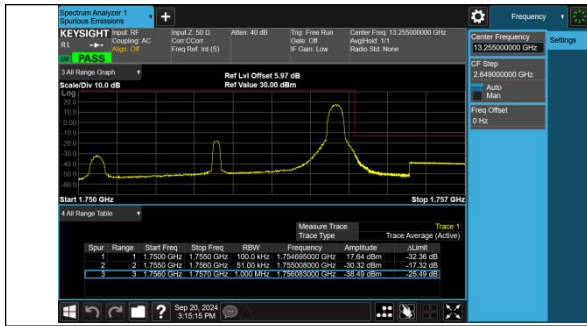 Spectrum Analyzer 1
Spurious Emissions
KEYSIGHT
RL
Input: RF
Coupling: AC
Align: Off
Input Z: 50 Ω
Corr CCorr
Freq Ref: Int (S)
Atten: 40 dB
Trig: Free Run
Gate: Off
IF Gain: Low
Center Freq: 13.255000000 GHz
Avg|Hold: 1/1
Radio Std: None
PASS
3 All Range Graph
Scale/Div 10.0 dB
Ref Lvl Offset 5.97 dB
Ref Value 30.00 dBm
Log
20.0
10.0
0.00
-10.0
-20.0
-30.0
-40.0
-50.0
-60.0
Start 1.750 GHz
Stop 1.757 GHz
4 All Range Table
Measure Trace Trace 1
Trace Type Trace Average (Active)
Spur Range Start Freq Stop Freq RBW Frequency Amplitude ΔLimit
1 1 1.7500 GHz 1.7550 GHz 100.0 kHz 1.754695000 GHz 17.64 dBm -32.36 dB
2 2 1.7550 GHz 1.7560 GHz 51.00 kHz 1.755008000 GHz -30.32 dBm -17.32 dB
3 3 1.7560 GHz 1.7570 GHz 1.000 MHz 1.756083000 GHz -38.49 dBm -25.49 dB
Sep 20, 2024
3:15:15 PM
Frequency
Center Frequency
13.255000000 GHz
Settings
CF Step
2.649000000 GHz
Auto
Man
Freq Offset
0 Hz